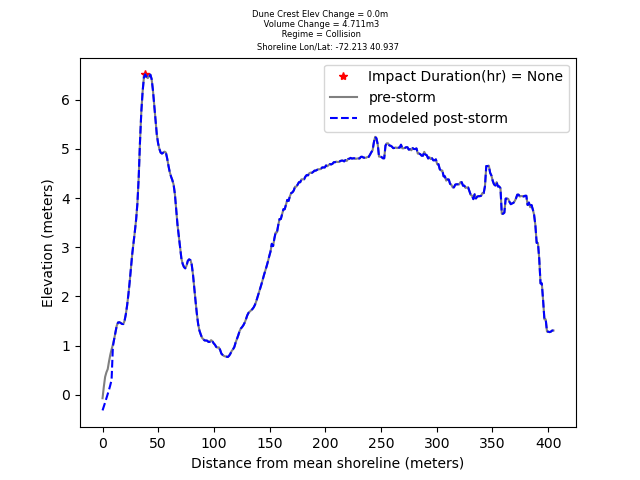 Dune Crest Elev Change = 0.0m
Volume Change = 4.711m3
Regime = Collision
Shoreline Lon/Lat: -72.213 40.937
Impact Duration(hr) = None
pre-storm
modeled post-storm
Elevation (meters)
6
5
4
3
2
1
0
0 50 100 150 200 250 300 350 400
Distance from mean shoreline (meters)